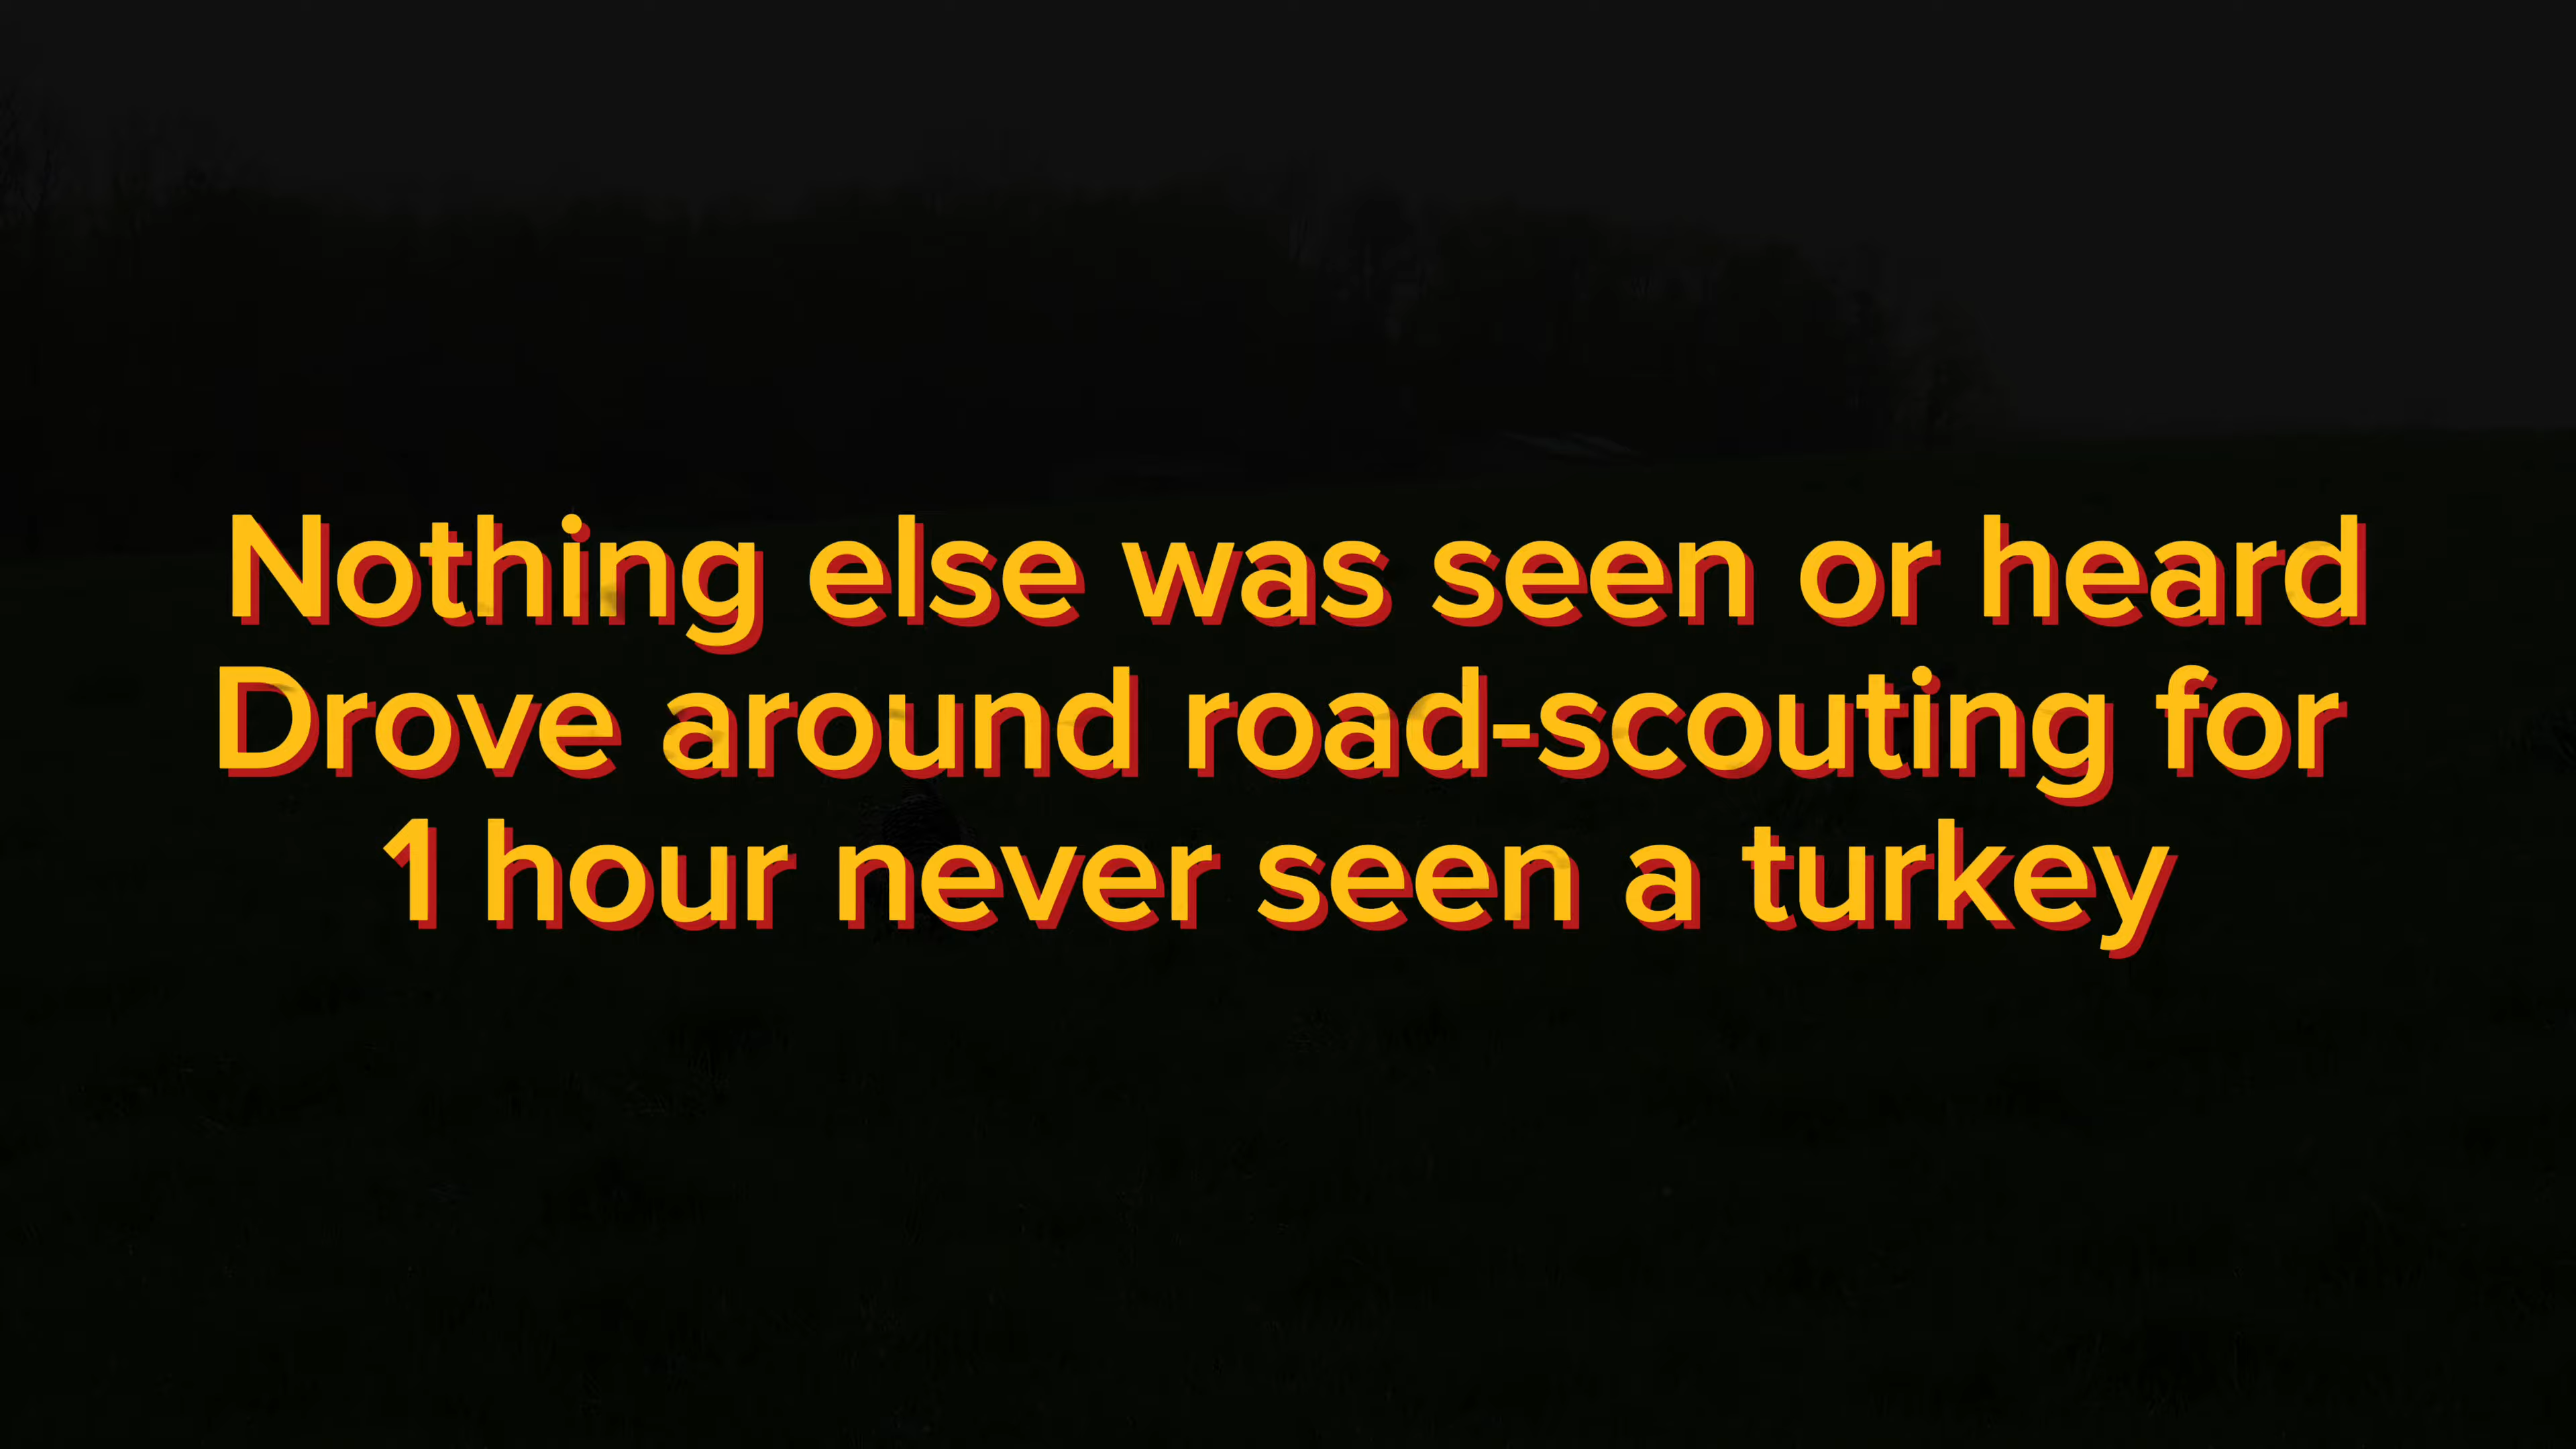 Nothing else was seen or heard
Drove around road-scouting for
1 hour never seen a turkey